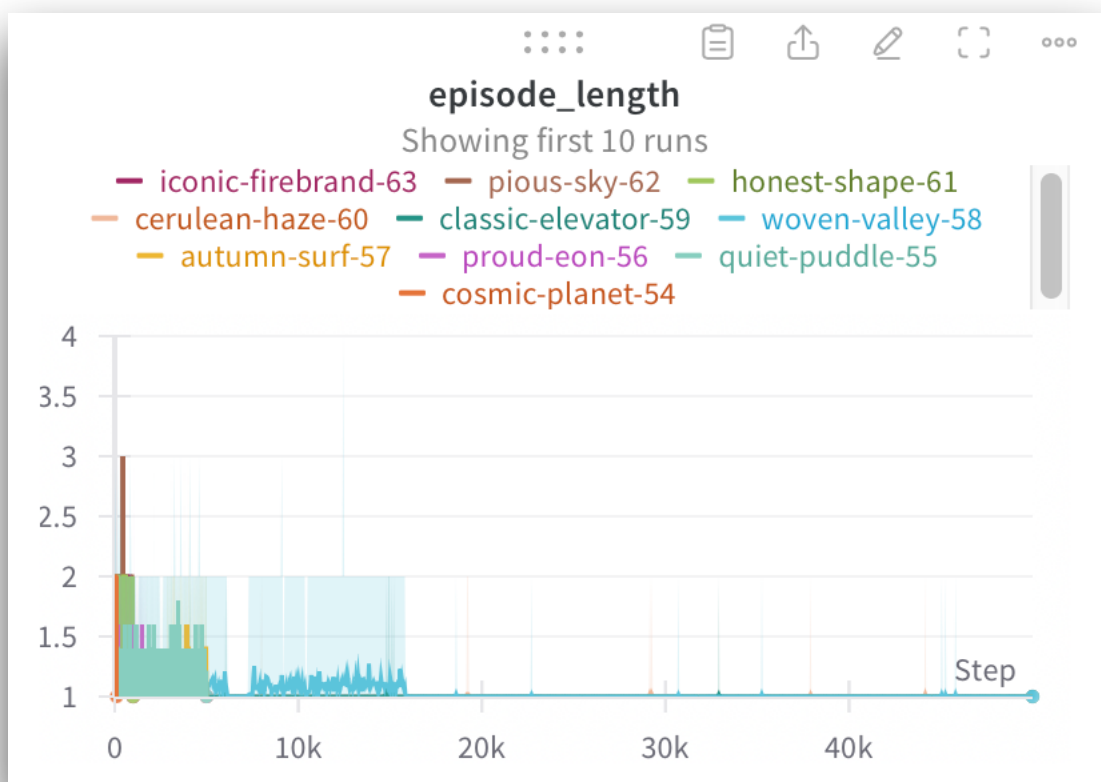 episode_length
Showing first 10 runs
iconic-firebrand-63 pious-sky-62 honest-shape-61
cerulean-haze-60 classic-elevator-59 woven-valley-58
autumn-surf-57 proud-eon-56 quiet-puddle-55
cosmic-planet-54
4
3.5
3
2.5
2
1.5
Step
1
0 10k 20k 30k 40k